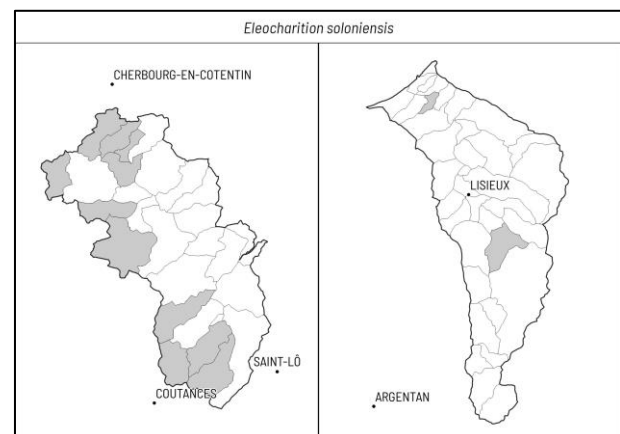 Eleocharition soloniensis
CHERBOURG-EN-COTENTIN
SAINT-LÔ
COUTANCES
LISIEUX
ARGENTAN